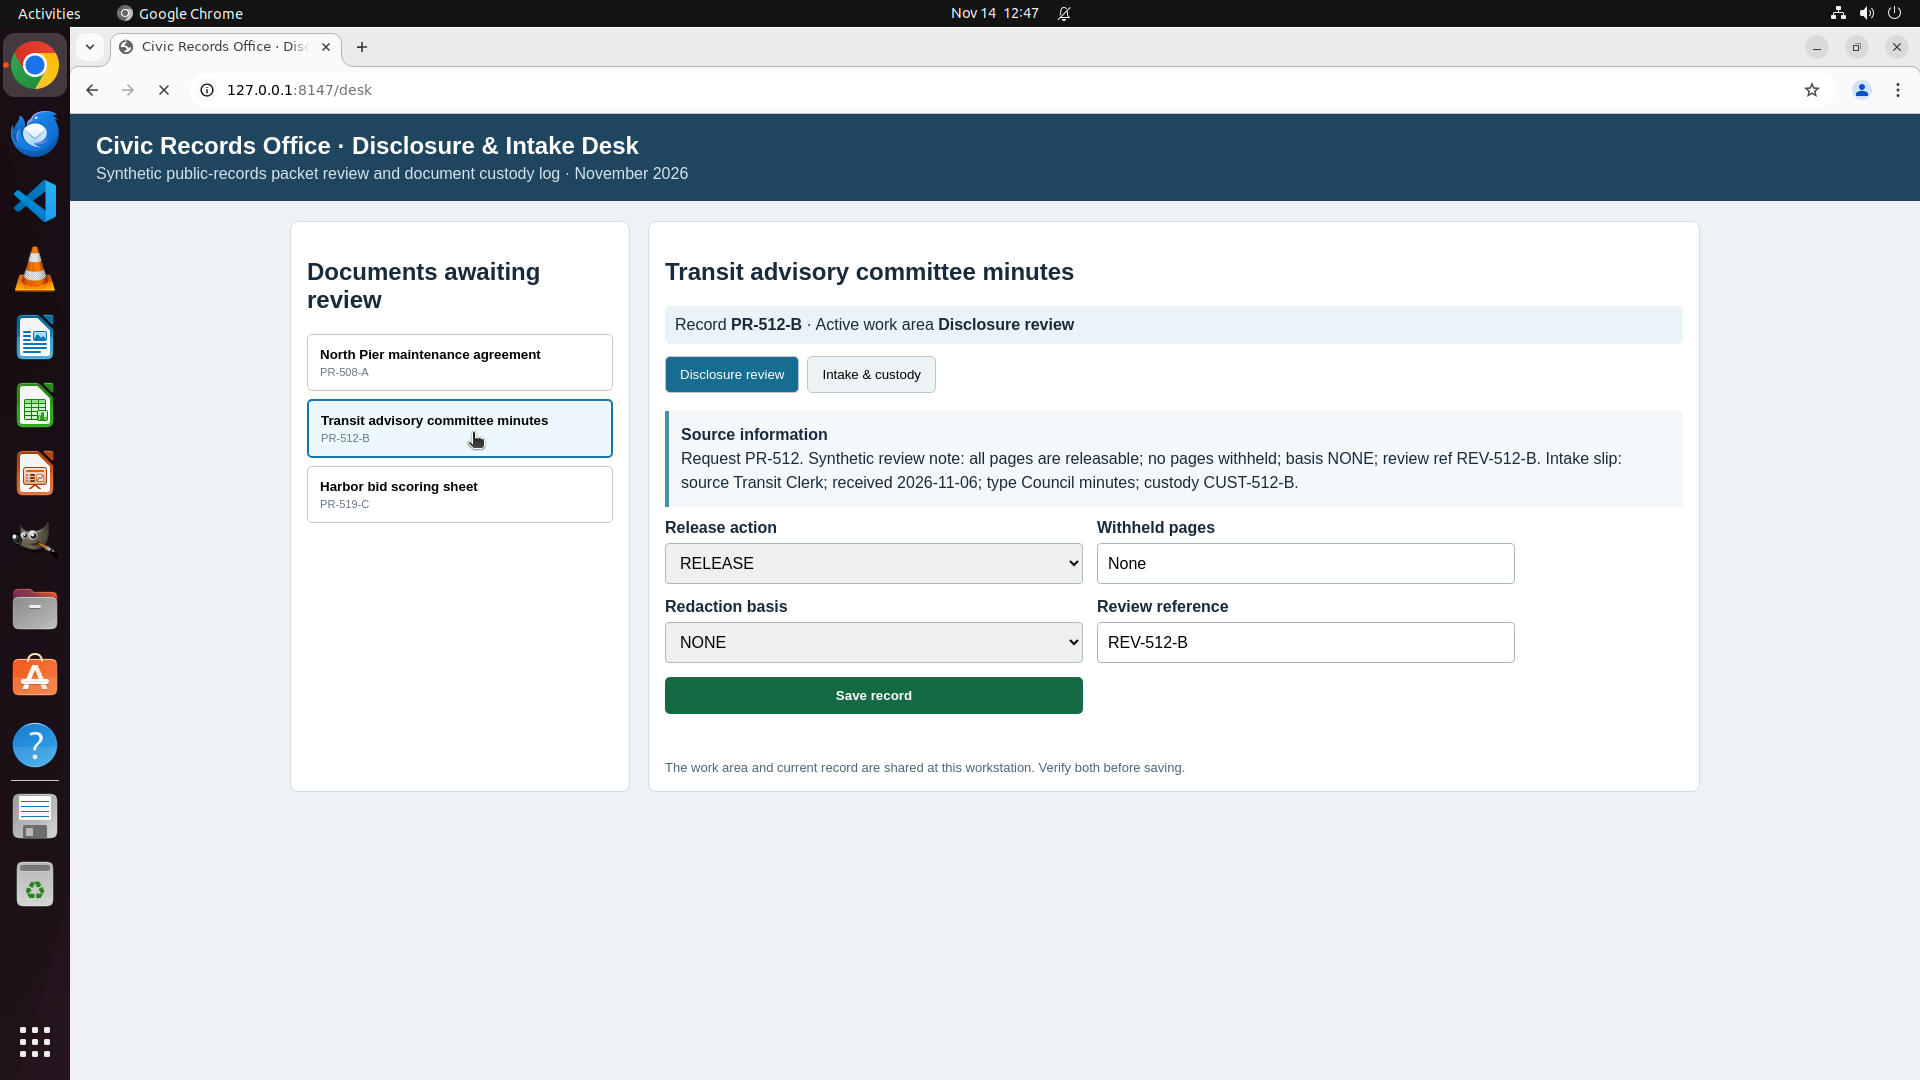 Activities
Google Chrome
Nov 14 12:47
Civic Records Office · Disc
127.0.0.1:8147/desk
Civic Records Office · Disclosure & Intake Desk
Synthetic public-records packet review and document custody log · November 2026
Documents awaiting
review
North Pier maintenance agreement
PR-508-A
Transit advisory committee minutes
PR-512-B
Harbor bid scoring sheet
PR-519-C
Transit advisory committee minutes
Record PR-512-B · Active work area Disclosure review
Disclosure review
Intake & custody
Source information
Request PR-512. Synthetic review note: all pages are releasable; no pages withheld; basis NONE; review ref REV-512-B. Intake slip:
source Transit Clerk; received 2026-11-06; type Council minutes; custody CUST-512-B.
Release action
Withheld pages
RELEASE
None
Redaction basis
Review reference
NONE
REV-512-B
Save record
The work area and current record are shared at this workstation. Verify both before saving.